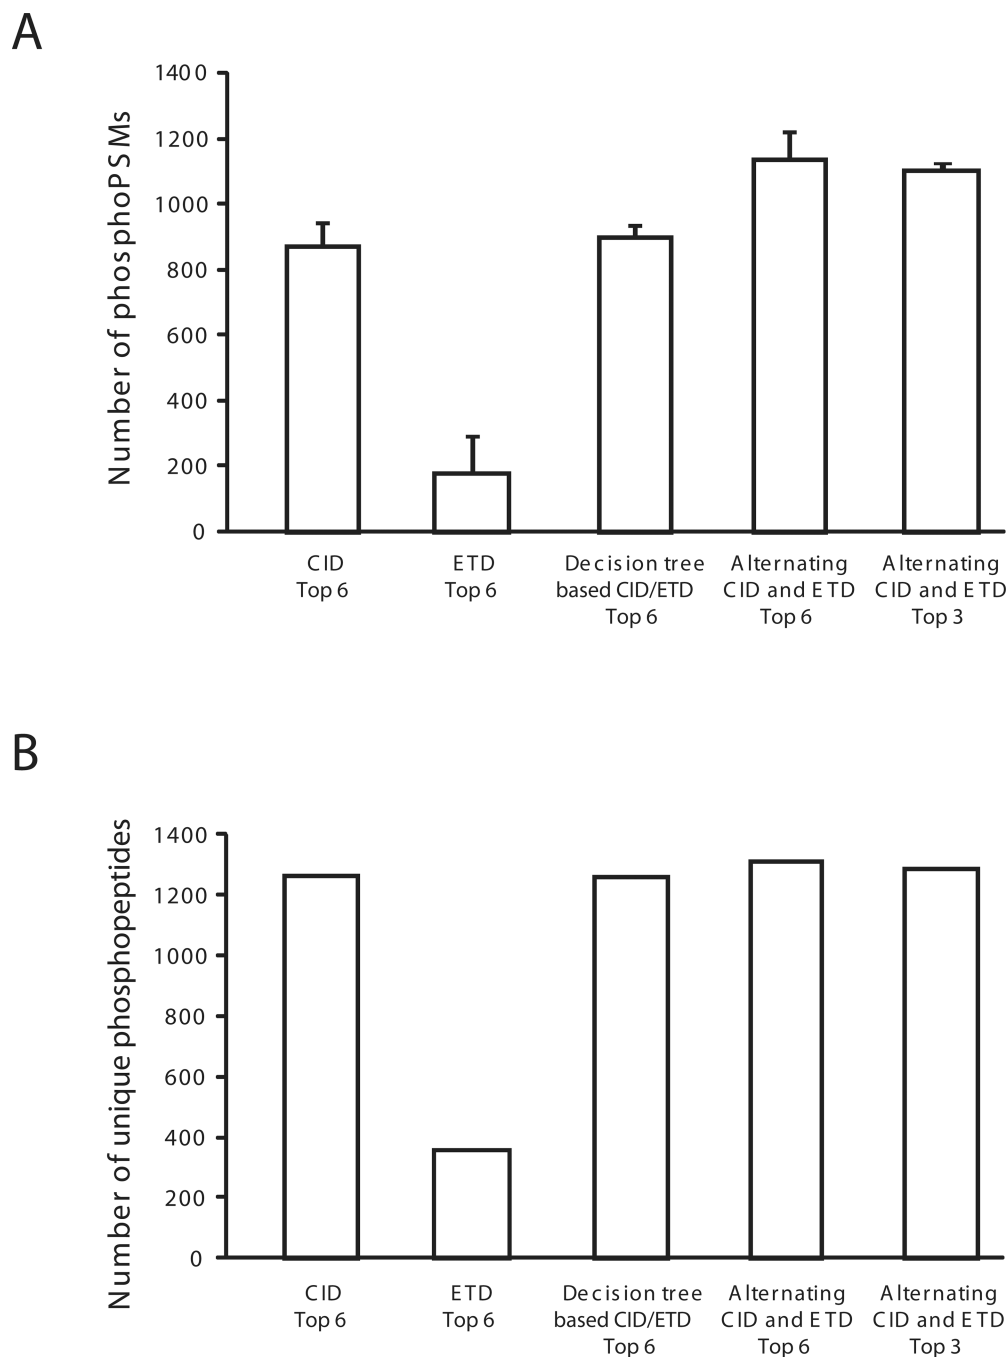 A
Number of phosphoPSMs
1400
1200
1000
800
600
400
200
0
CID
Top 6
ETD
Top 6
Decision tree
based CID/ETD
Top 6
Alternating
CID and ETD
Top 6
Alternating
CID and ETD
Top 3
B
Number of unique phosphopeptides
1400
1200
1000
800
600
400
200
0
CID
Top 6
ETD
Top 6
Decision tree
based CID/ETD
Top 6
Alternating
CID and ETD
Top 6
Alternating
CID and ETD
Top 3